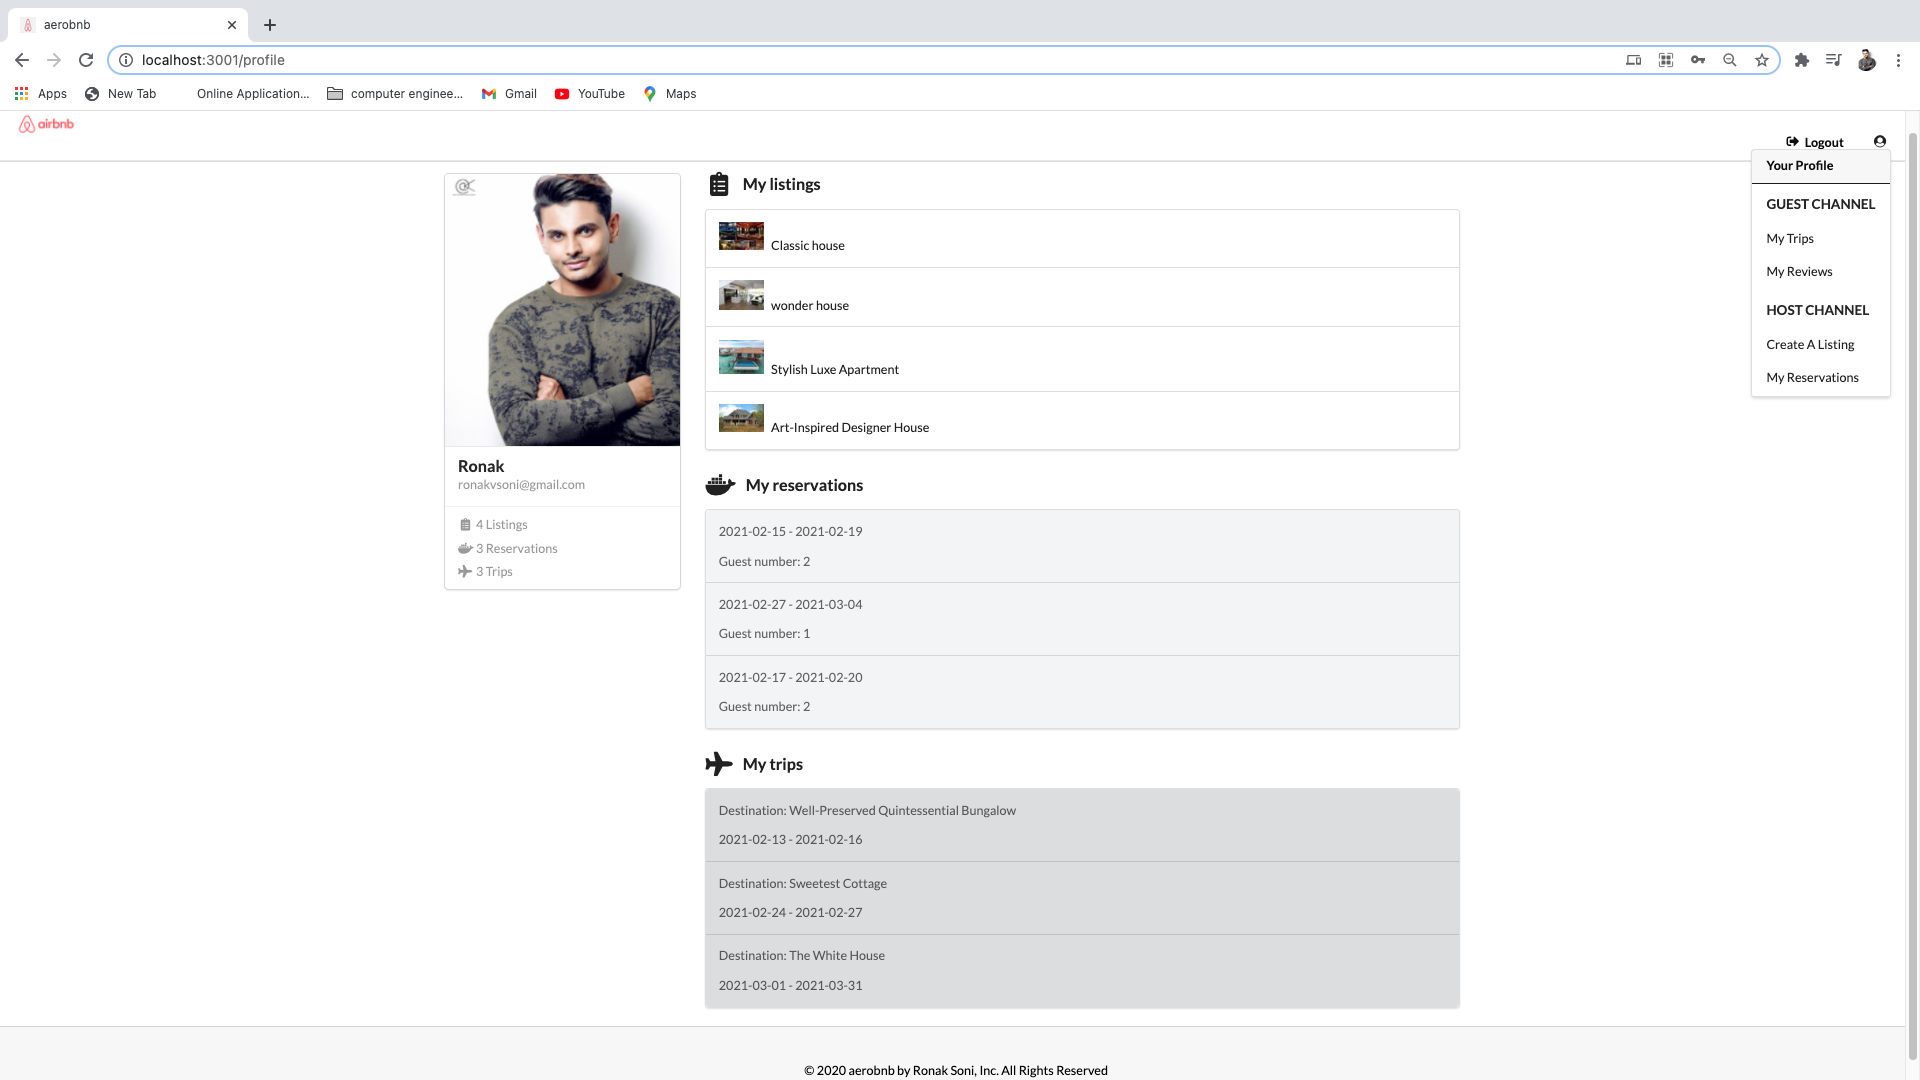 aerobnb
localhost:3001/profile
Apps
New Tab
Online Application...
computer enginee...
Gmail
YouTube
Maps
airbnb
Logout
Your Profile
GUEST CHANNEL
My Trips
My Reviews
HOST CHANNEL
Create A Listing
My Reservations
Ronak
ronakvsoni@gmail.com
4 Listings
3 Reservations
3 Trips
My listings
Classic house
wonder house
Stylish Luxe Apartment
Art-Inspired Designer House
My reservations
2021-02-15 - 2021-02-19
Guest number: 2
2021-02-27 - 2021-03-04
Guest number: 1
2021-02-17 - 2021-02-20
Guest number: 2
My trips
Destination: Well-Preserved Quintessential Bungalow
2021-02-13 - 2021-02-16
Destination: Sweetest Cottage
2021-02-24 - 2021-02-27
Destination: The White House
2021-03-01 - 2021-03-31
© 2020 aerobnb by Ronak Soni, Inc. All Rights Reserved